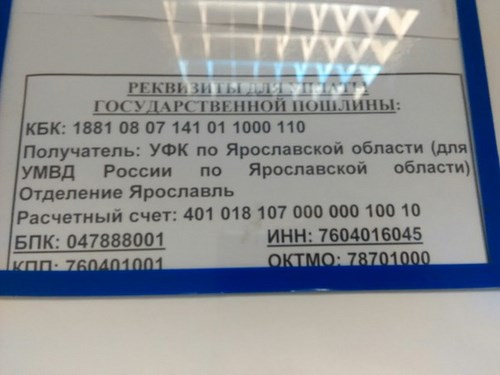 РЕКВИЗИТЫ ДЛЯ УПЛАТЫ
ГОСУДАРСТВЕННОЙ ПОШЛИНЫ:
КБК: 1881 08 07 141 01 1000 110
Получатель: УФК по Ярославской области (для
УМВД России по Ярославской области)
Отделение Ярославль
Расчетный счет: 401 018 107 000 000 100 10
БПК: 047888001 ИНН: 7604016045
КПП: 760401001 ОКТМО: 78701000